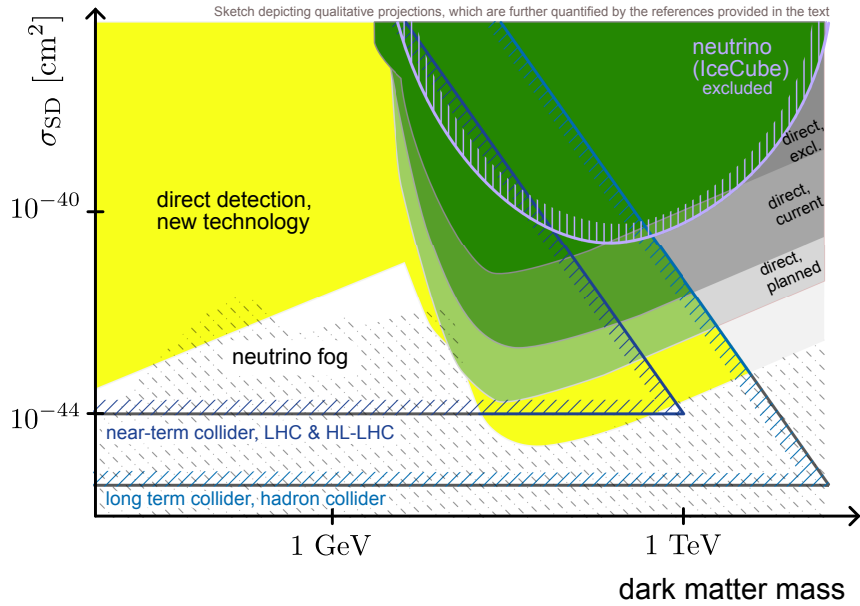 Sketch depicting qualitative projections, which are further quantified by the references provided in the text
σSD [cm²]
neutrino
(IceCube)
excluded
direct,
excl.
direct detection,
new technology
direct,
current
10⁻⁴⁰
direct,
planned
neutrino fog
10⁻⁴⁴
near-term collider, LHC & HL-LHC
long term collider, hadron collider
1 GeV
1 TeV
dark matter mass